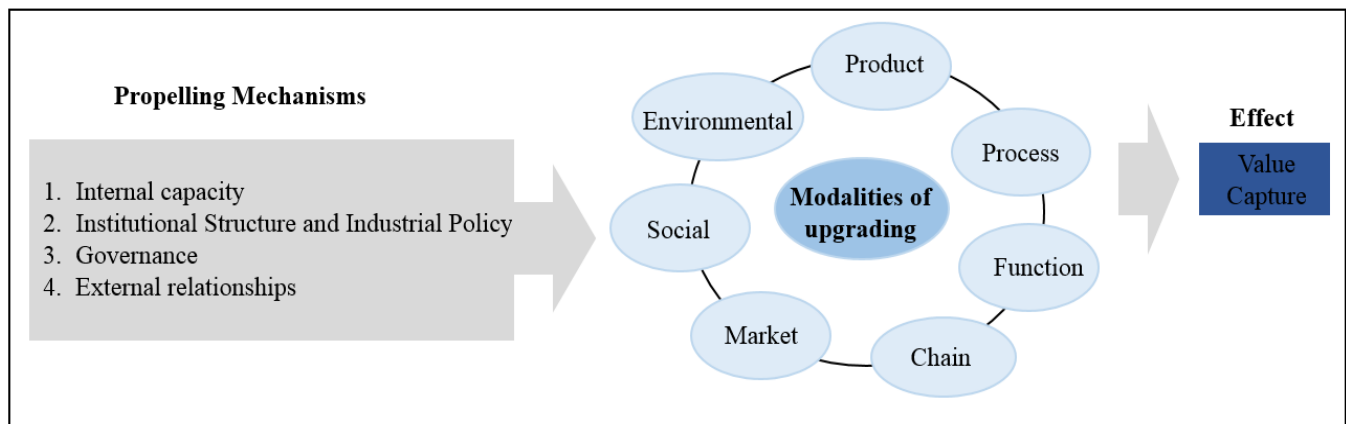 Propelling Mechanisms
1. Internal capacity
2. Institutional Structure and Industrial Policy
3. Governance
4. External relationships
Product
Environmental
Process
Modalities of
upgrading
Social
Function
Market
Chain
Effect
Value
Capture